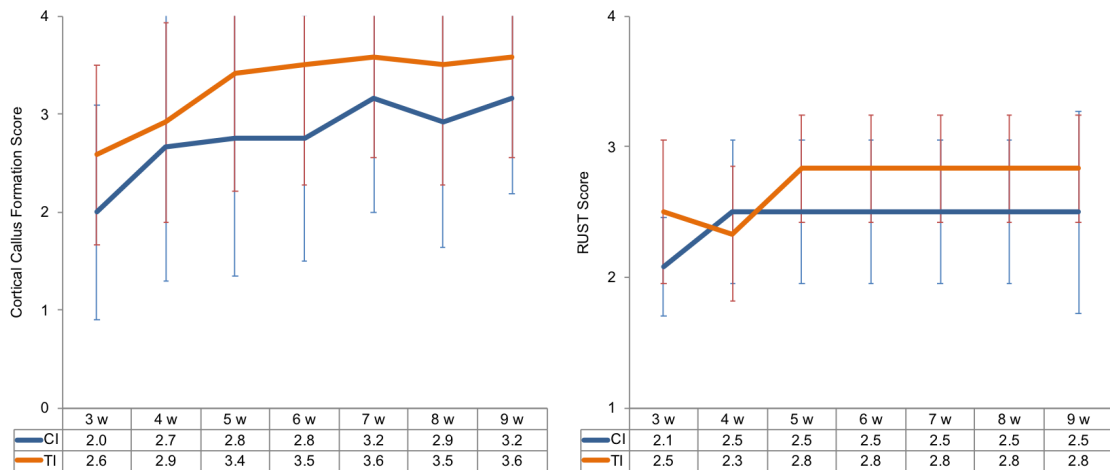 Cortical Callus Formation Score
4
3
2
1
0
3 w 4 w 5 w 6 w 7 w 8 w 9 w
CI 2.0 2.7 2.8 2.8 3.2 2.9 3.2
TI 2.6 2.9 3.4 3.5 3.6 3.5 3.6
RUST Score
4
3
2
1
3 w 4 w 5 w 6 w 7 w 8 w 9 w
CI 2.1 2.5 2.5 2.5 2.5 2.5 2.5
TI 2.5 2.3 2.8 2.8 2.8 2.8 2.8